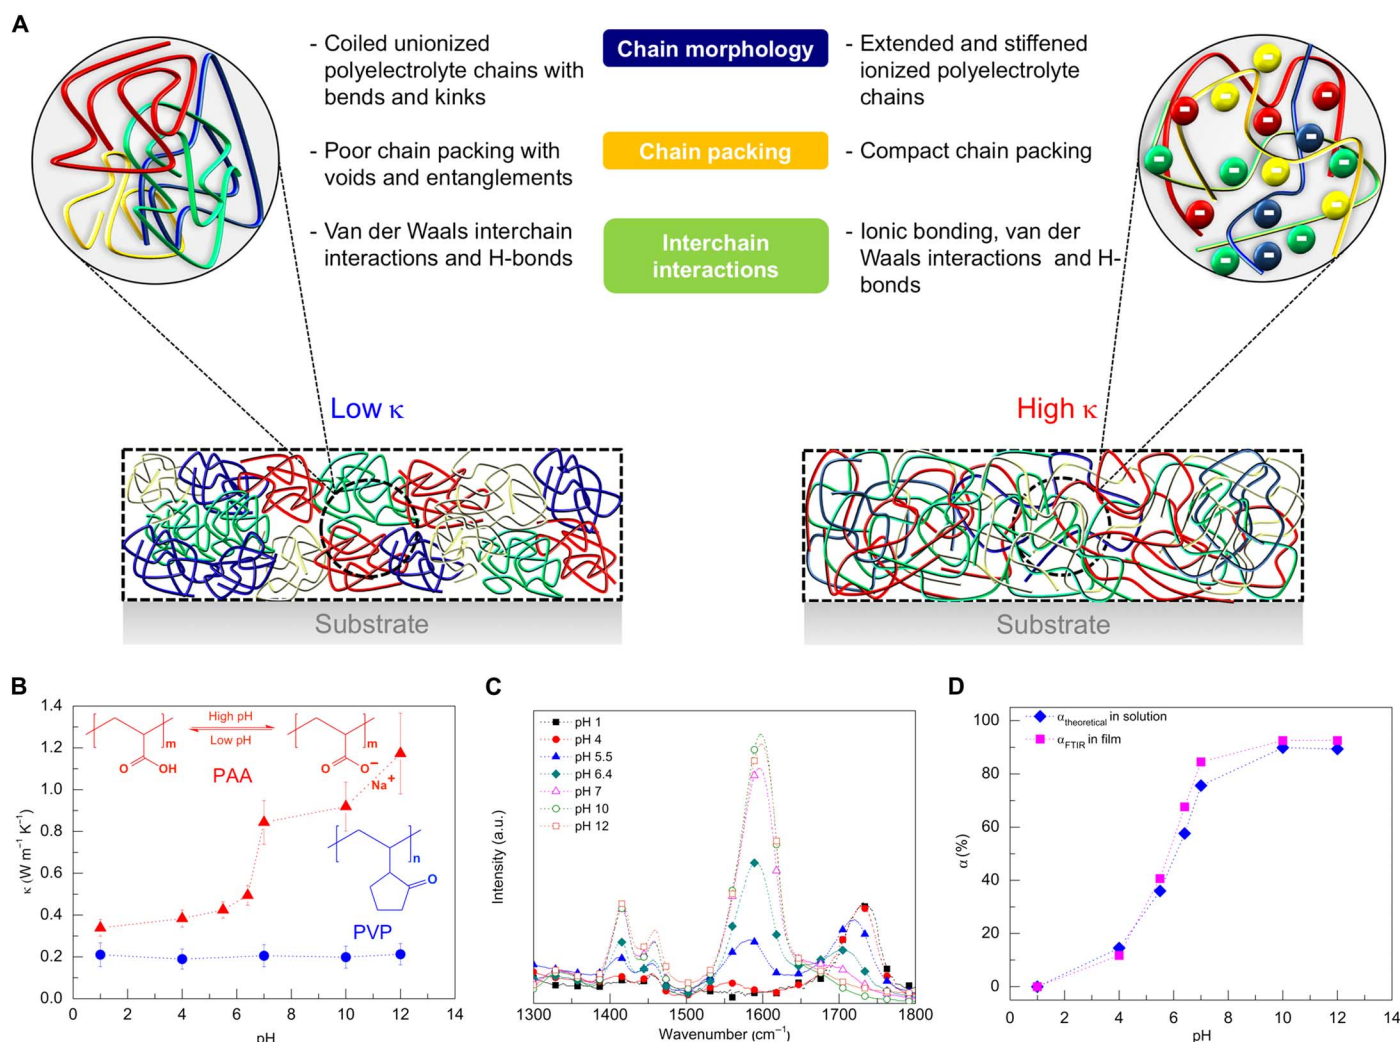 A
- Coiled unionized
polyelectrolyte chains with
bends and kinks
Chain morphology
- Extended and stiffened
ionized polyelectrolyte
chains
- Poor chain packing with
voids and entanglements
Chain packing
- Compact chain packing
- Van der Waals interchain
interactions and H-bonds
Interchain
interactions
- Ionic bonding, van der
Waals interactions and H-
bonds
Low κ
High κ
Substrate
Substrate
B
1.4
1.2
1.0
0.8
0.6
0.4
0.2
0.0
κ (W m⁻¹ K⁻¹)
High pH
Low pH
m
O
OH
PAA
m
O
O⁻
Na⁺
n
O
PVP
0 2 4 6 8 10 12 14
pH
C
pH 1
pH 4
pH 5.5
pH 6.4
pH 7
pH 10
pH 12
Intensity (a.u.)
1300 1400 1500 1600 1700 1800
Wavenumber (cm⁻¹)
D
100
80
60
40
20
0
α (%)
α theoretical in solution
α FTIR in film
0 2 4 6 8 10 12 14
pH